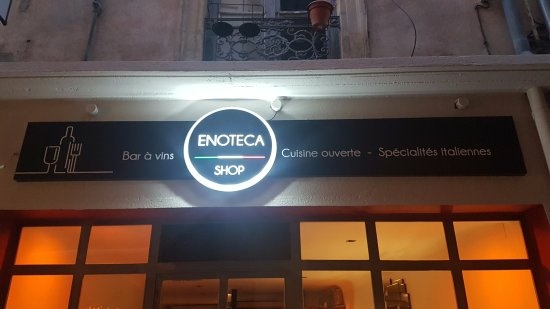 Bar à vins
ENOTECA
SHOP
Cuisine ouverte - Spécialités italiennes